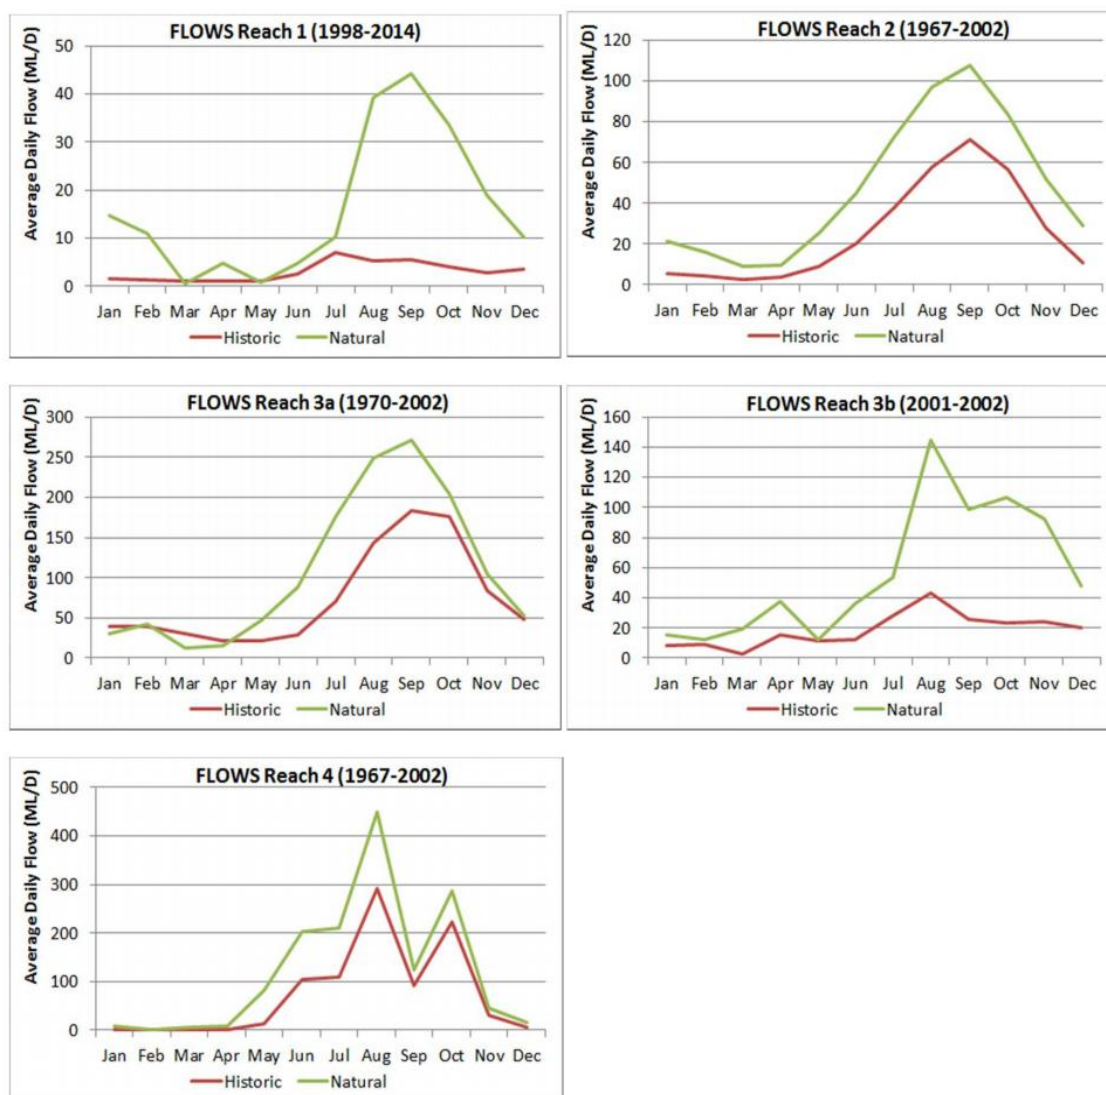 FLOWS Reach 1 (1998-2014)
Average Daily Flow (ML/D)
50
40
30
20
10
0
Jan Feb Mar Apr May Jun Jul Aug Sep Oct Nov Dec
Historic Natural
FLOWS Reach 2 (1967-2002)
Average Daily Flow (ML/D)
120
100
80
60
40
20
0
Jan Feb Mar Apr May Jun Jul Aug Sep Oct Nov Dec
Historic Natural
FLOWS Reach 3a (1970-2002)
Average Daily Flow (ML/D)
300
250
200
150
100
50
0
Jan Feb Mar Apr May Jun Jul Aug Sep Oct Nov Dec
Historic Natural
FLOWS Reach 3b (2001-2002)
Average Daily Flow (ML/D)
160
140
120
100
80
60
40
20
0
Jan Feb Mar Apr May Jun Jul Aug Sep Oct Nov Dec
Historic Natural
FLOWS Reach 4 (1967-2002)
Average Daily Flow (ML/D)
500
400
300
200
100
0
Jan Feb Mar Apr May Jun Jul Aug Sep Oct Nov Dec
Historic Natural